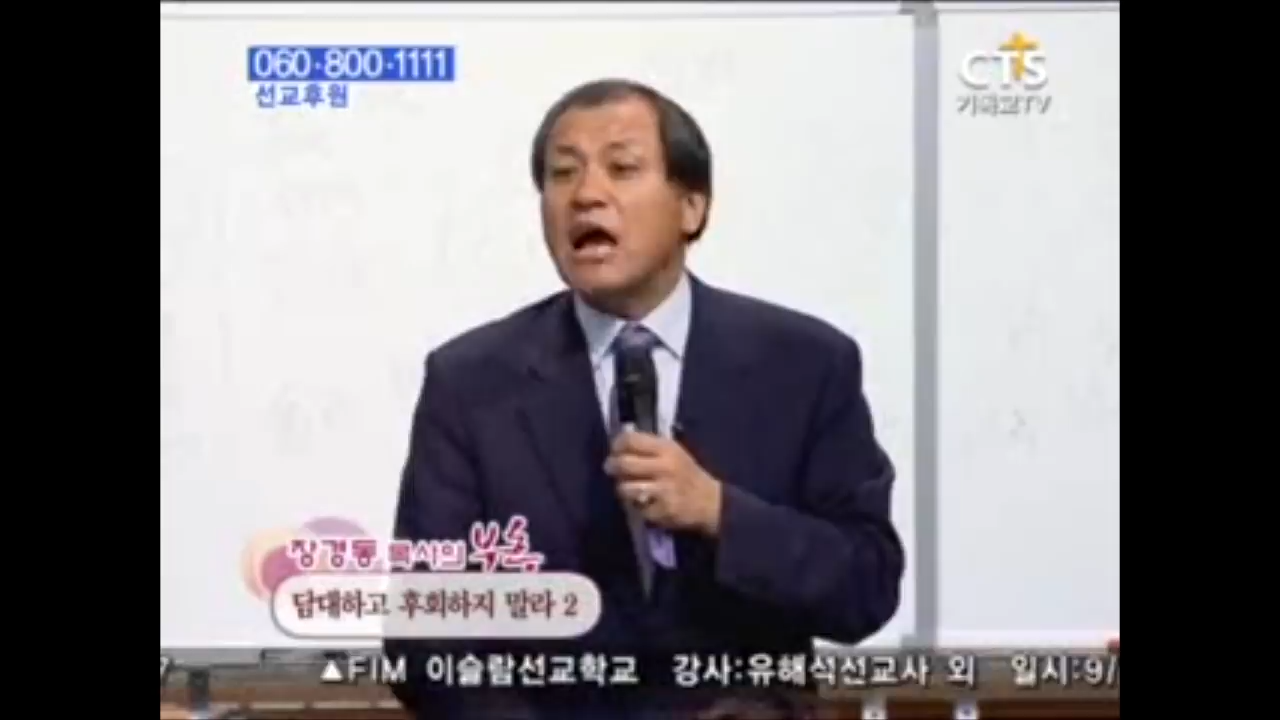 060·800·1111
선교후원
CTS
기독교TV
장경동 목사의 부흥
담대하고 후회하지 말라 2
7 ▲FIM 이슬람선교학교 강사:유해석선교사 외 일시:9/